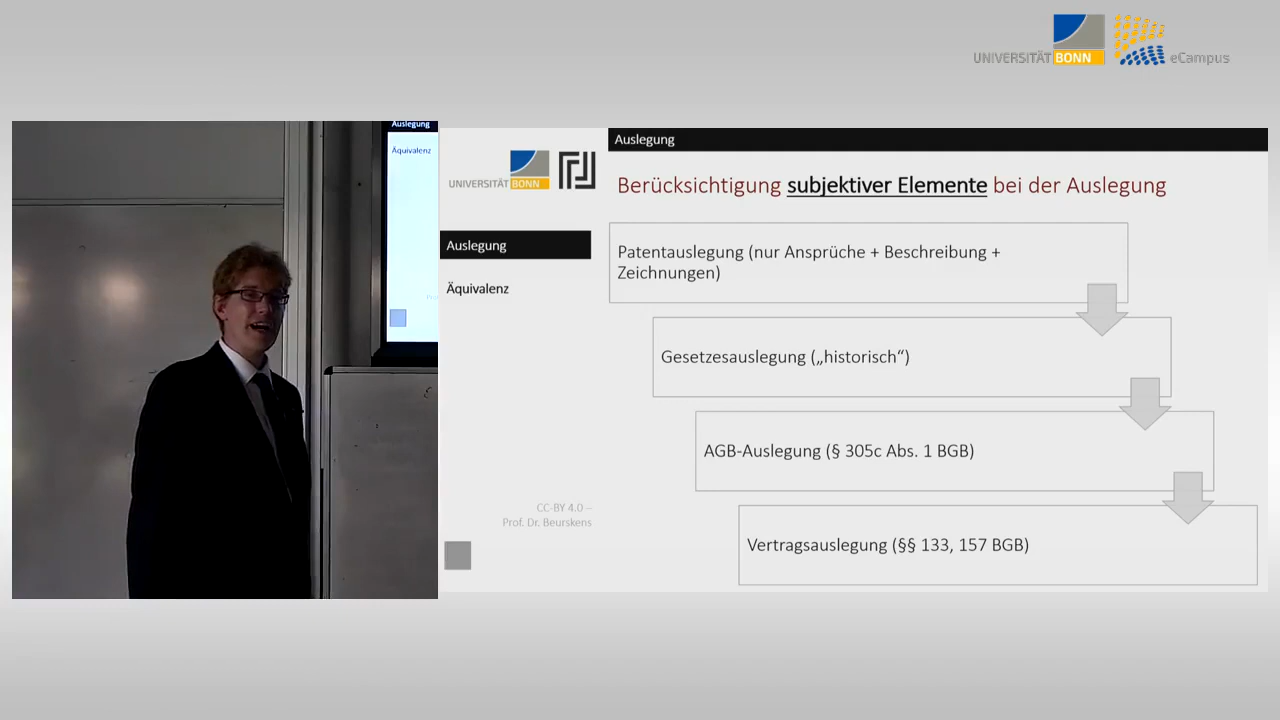 UNIVERSITÄT BONN
eCampus
Auslegung
Äquivalenz
UNIVERSITÄT BONN
Auslegung
Äquivalenz
CC-BY 4.0 –
Prof. Dr. Beurskens
Auslegung
Berücksichtigung subjektiver Elemente bei der Auslegung
Patentauslegung (nur Ansprüche + Beschreibung +
Zeichnungen)
Gesetzesauslegung („historisch“)
AGB-Auslegung (§ 305c Abs. 1 BGB)
Vertragsauslegung (§§ 133, 157 BGB)